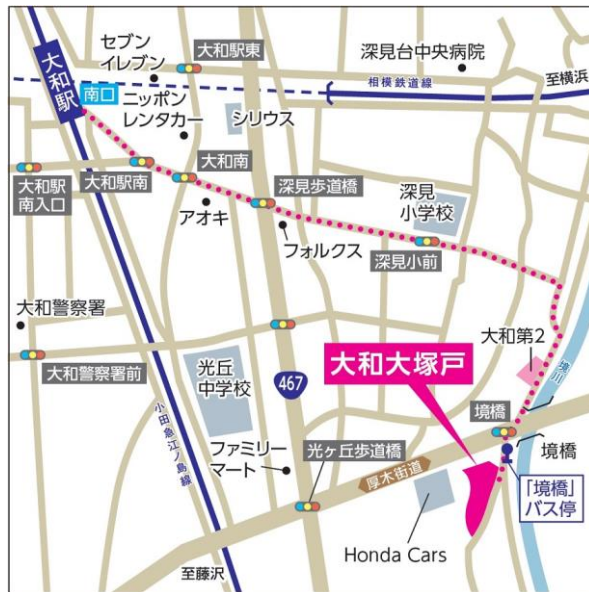 セブン
イレブン
大和駅東
深見台中央病院
至横浜
相模鉄道線
大和駅
南口
ニッポン
レンタカー
シリウス
大和駅
南入口
大和駅南
大和南
アオキ
深見歩道橋
フォルクス
深見
小学校
深見小前
大和警察署
大和警察署前
光丘
中学校
467
大和大塚戸
大和第2
境川
境橋
境橋
「境橋」
バス停
小田急江ノ島線
ファミリー
マート
光ヶ丘歩道橋
厚木街道
Honda Cars
至藤沢